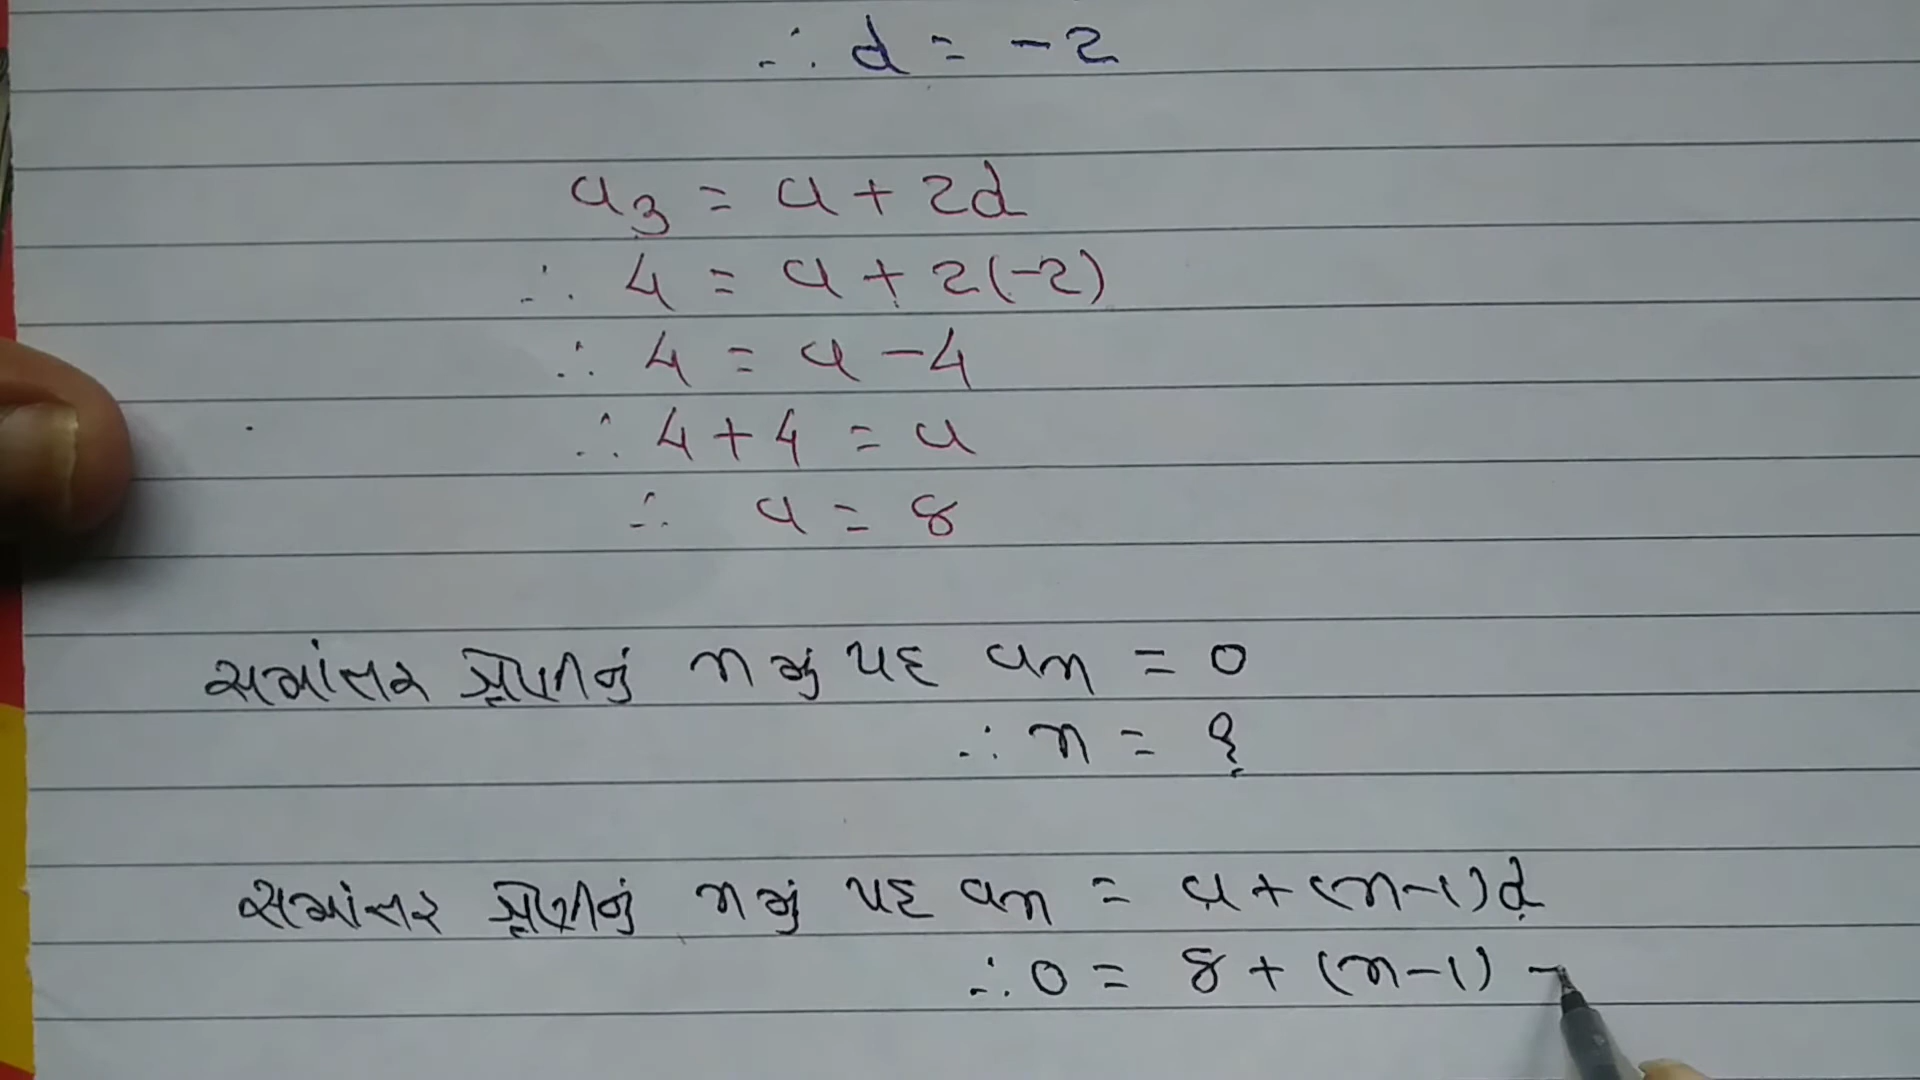 ∴ d = -2
a₃ = a + 2d
∴ 4 = a + 2(-2)
∴ 4 = a - 4
∴ 4 + 4 = a
∴ a = 8
સમાંતર શ્રેણીનું n મું પદ an = 0
∴ n = ?
સમાંતર શ્રેણીનું n મું પદ an = a + (n-1)d
∴ 0 = 8 + (n-1) -